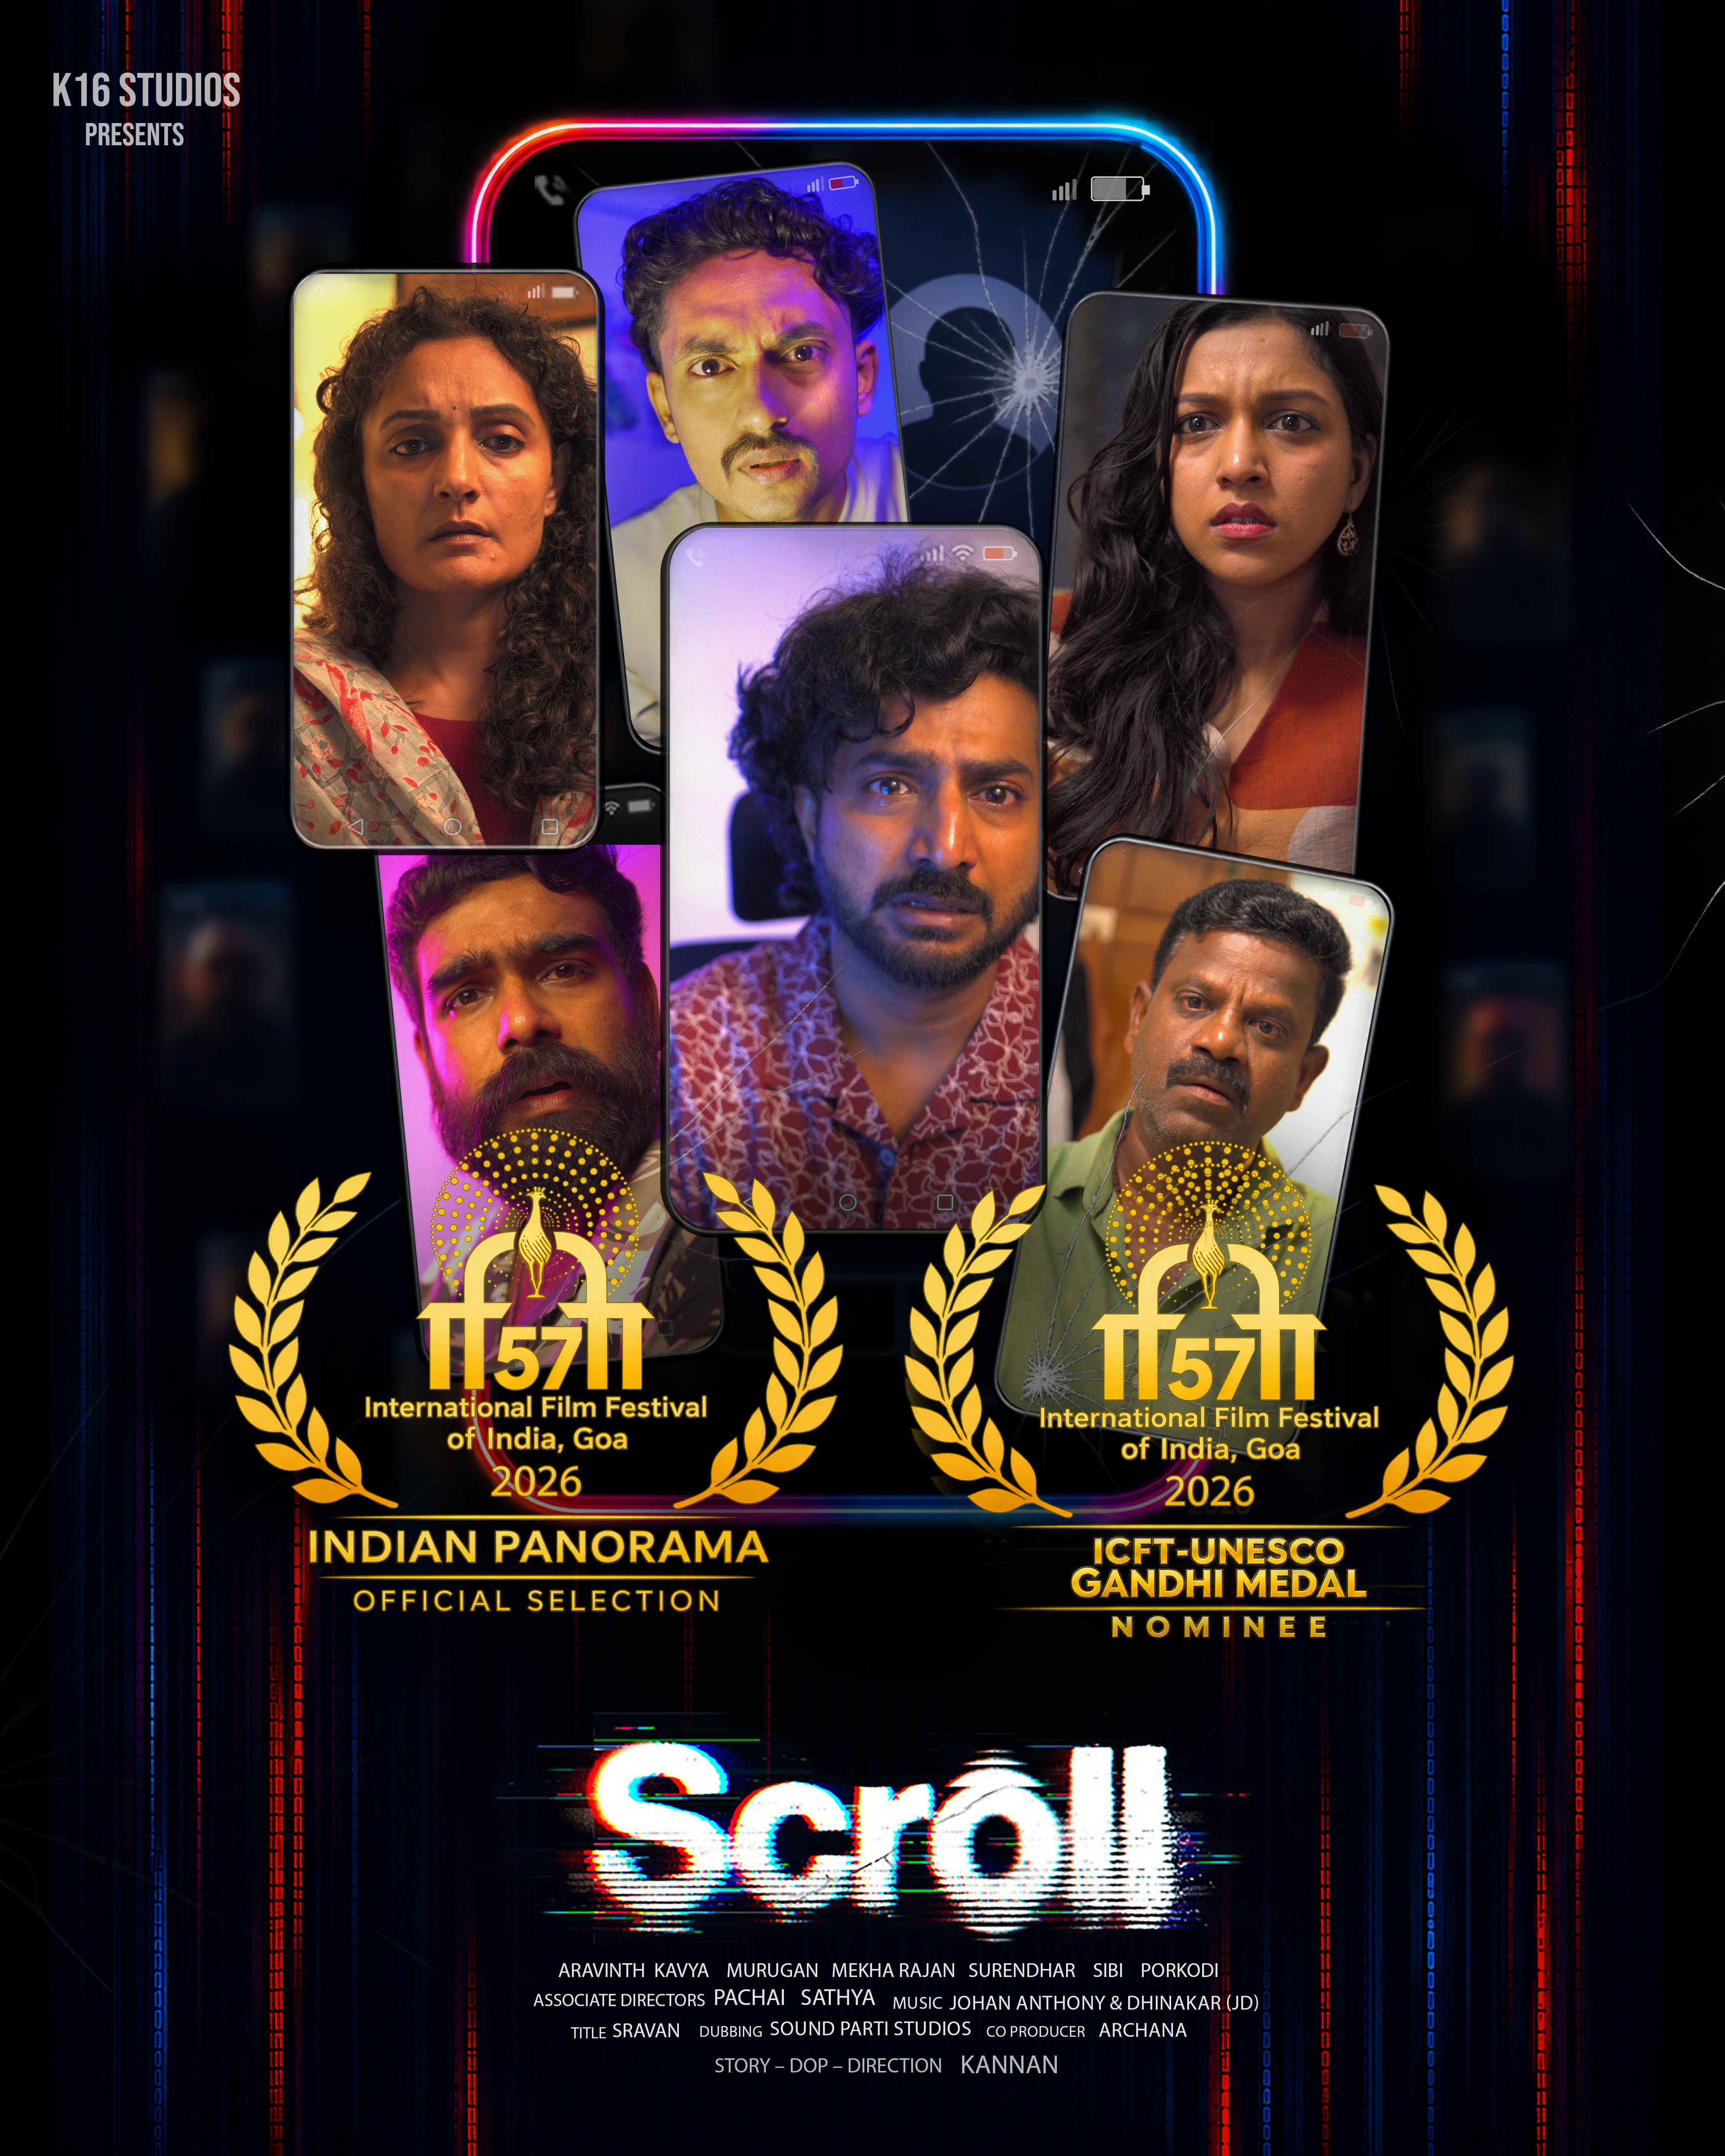 K16 STUDIOS
PRESENTS
57
International Film Festival
of India, Goa
2026
INDIAN PANORAMA
OFFICIAL SELECTION
57
International Film Festival
of India, Goa
2026
ICFT-UNESCO
GANDHI MEDAL
NOMINEE
Scroll
ARAVINTH KAVYA MURUGAN MEKHA RAJAN SURENDHAR SIBI PORKODI
ASSOCIATE DIRECTORS PACHAI SATHYA MUSIC JOHAN ANTHONY & DHINAKAR (JD)
TITLE SRAVAN DUBBING SOUND PARTI STUDIOS CO PRODUCER ARCHANA
STORY – DOP – DIRECTION KANNAN